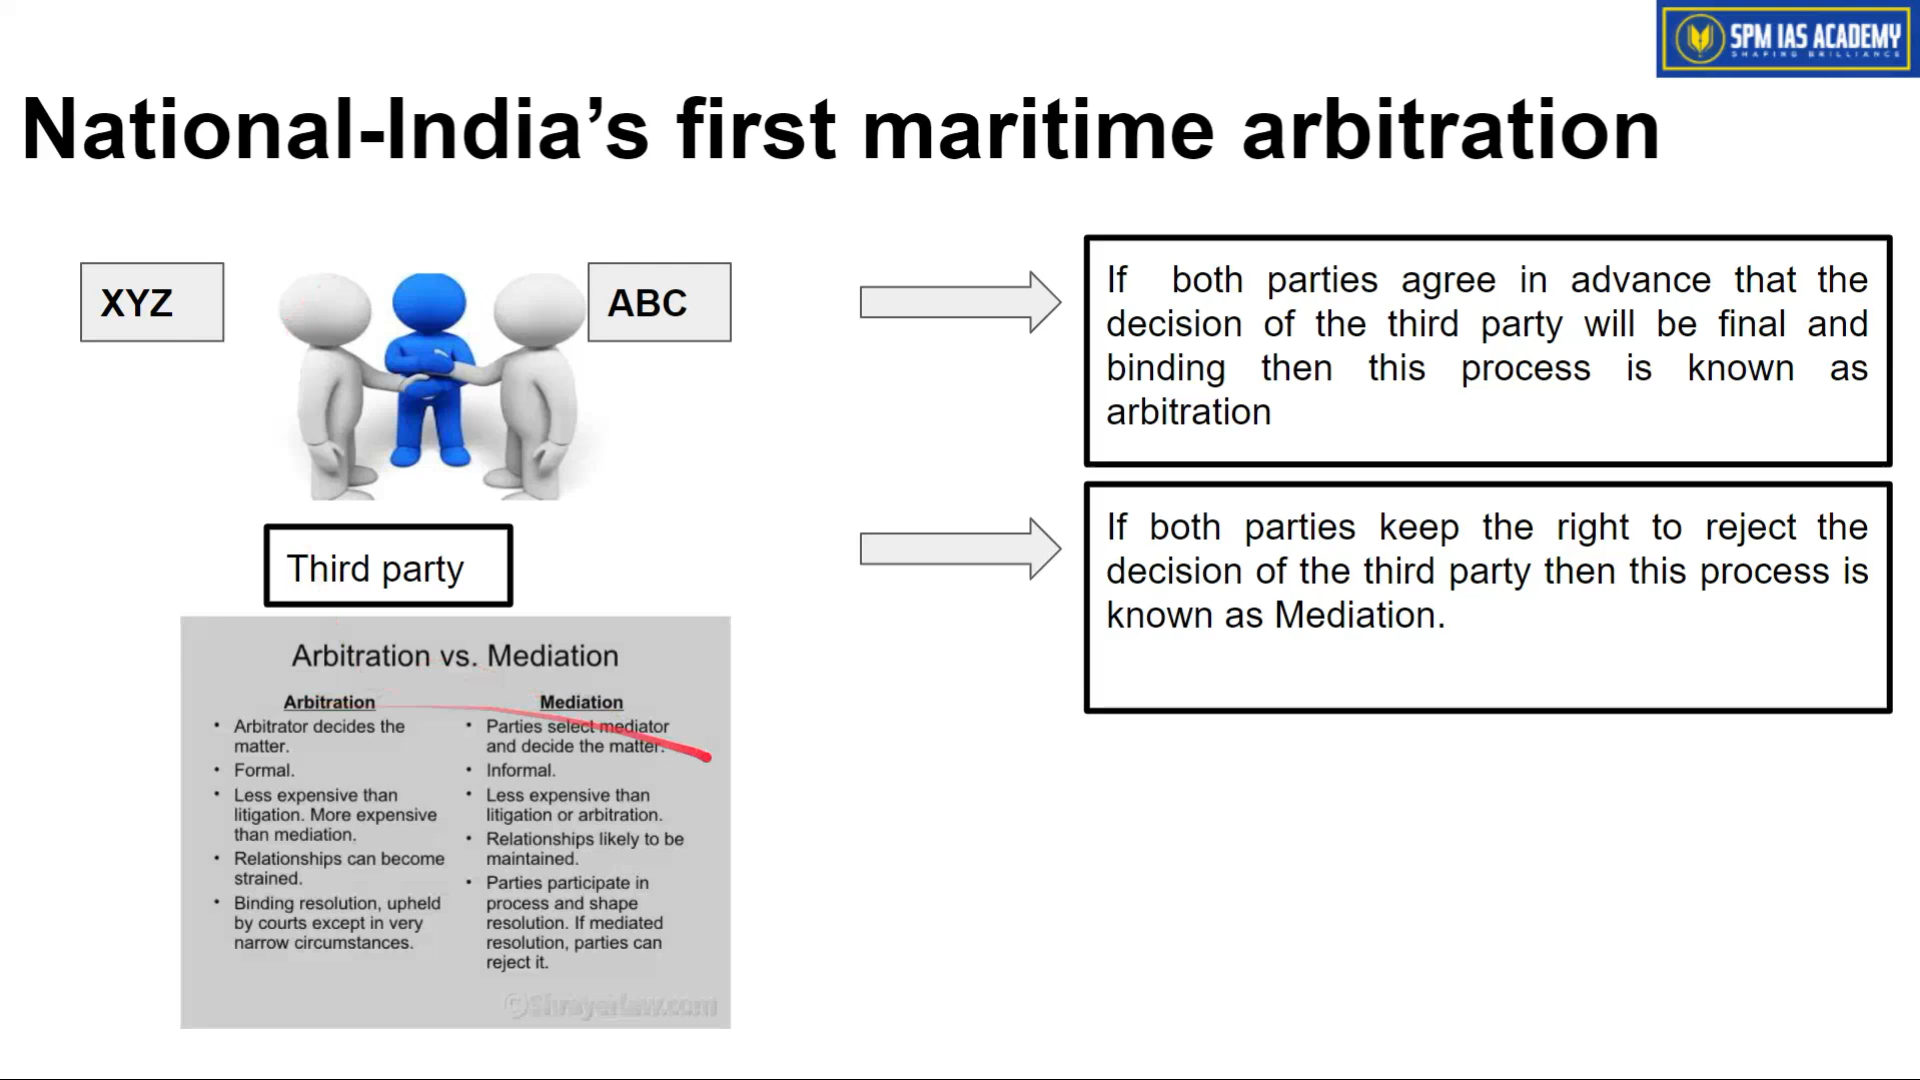 SPM IAS ACADEMY
SHAPING BRILLIANCE
National-India’s first maritime arbitration
XYZ
ABC
If both parties agree in advance that the
decision of the third party will be final and
binding then this process is known as
arbitration
If both parties keep the right to reject the
decision of the third party then this process is
known as Mediation.
Third party
Arbitration vs. Mediation
Arbitration
• Arbitrator decides the
matter.
• Formal.
• Less expensive than
litigation. More expensive
than mediation.
• Relationships can become
strained.
• Binding resolution, upheld
by courts except in very
narrow circumstances.
Mediation
• Parties select mediator
and decide the matter.
• Informal.
• Less expensive than
litigation or arbitration.
• Relationships likely to be
maintained.
• Parties participate in
process and shape
resolution. If mediated
resolution, parties can
reject it.